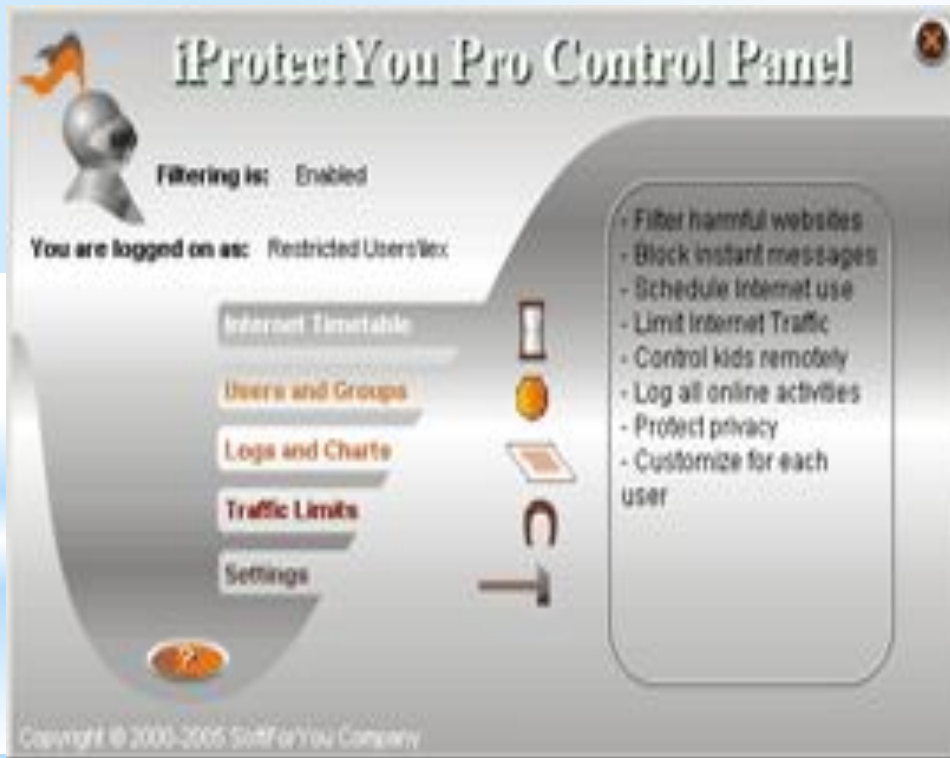 iProtectYou Pro Control Panel
Filtering is: Enabled
You are logged on as: Restricted Users\
Internet Timetable
Users and Groups
Logs and Charts
Traffic Limits
Settings
?
- Filter harmful websites
- Block instant messages
- Schedule Internet use
- Limit Internet Traffic
- Control kids remotely
- Log all online activities
- Protect privacy
- Customize for each
user
Copyright © 2000-2005 SoftForYou Company